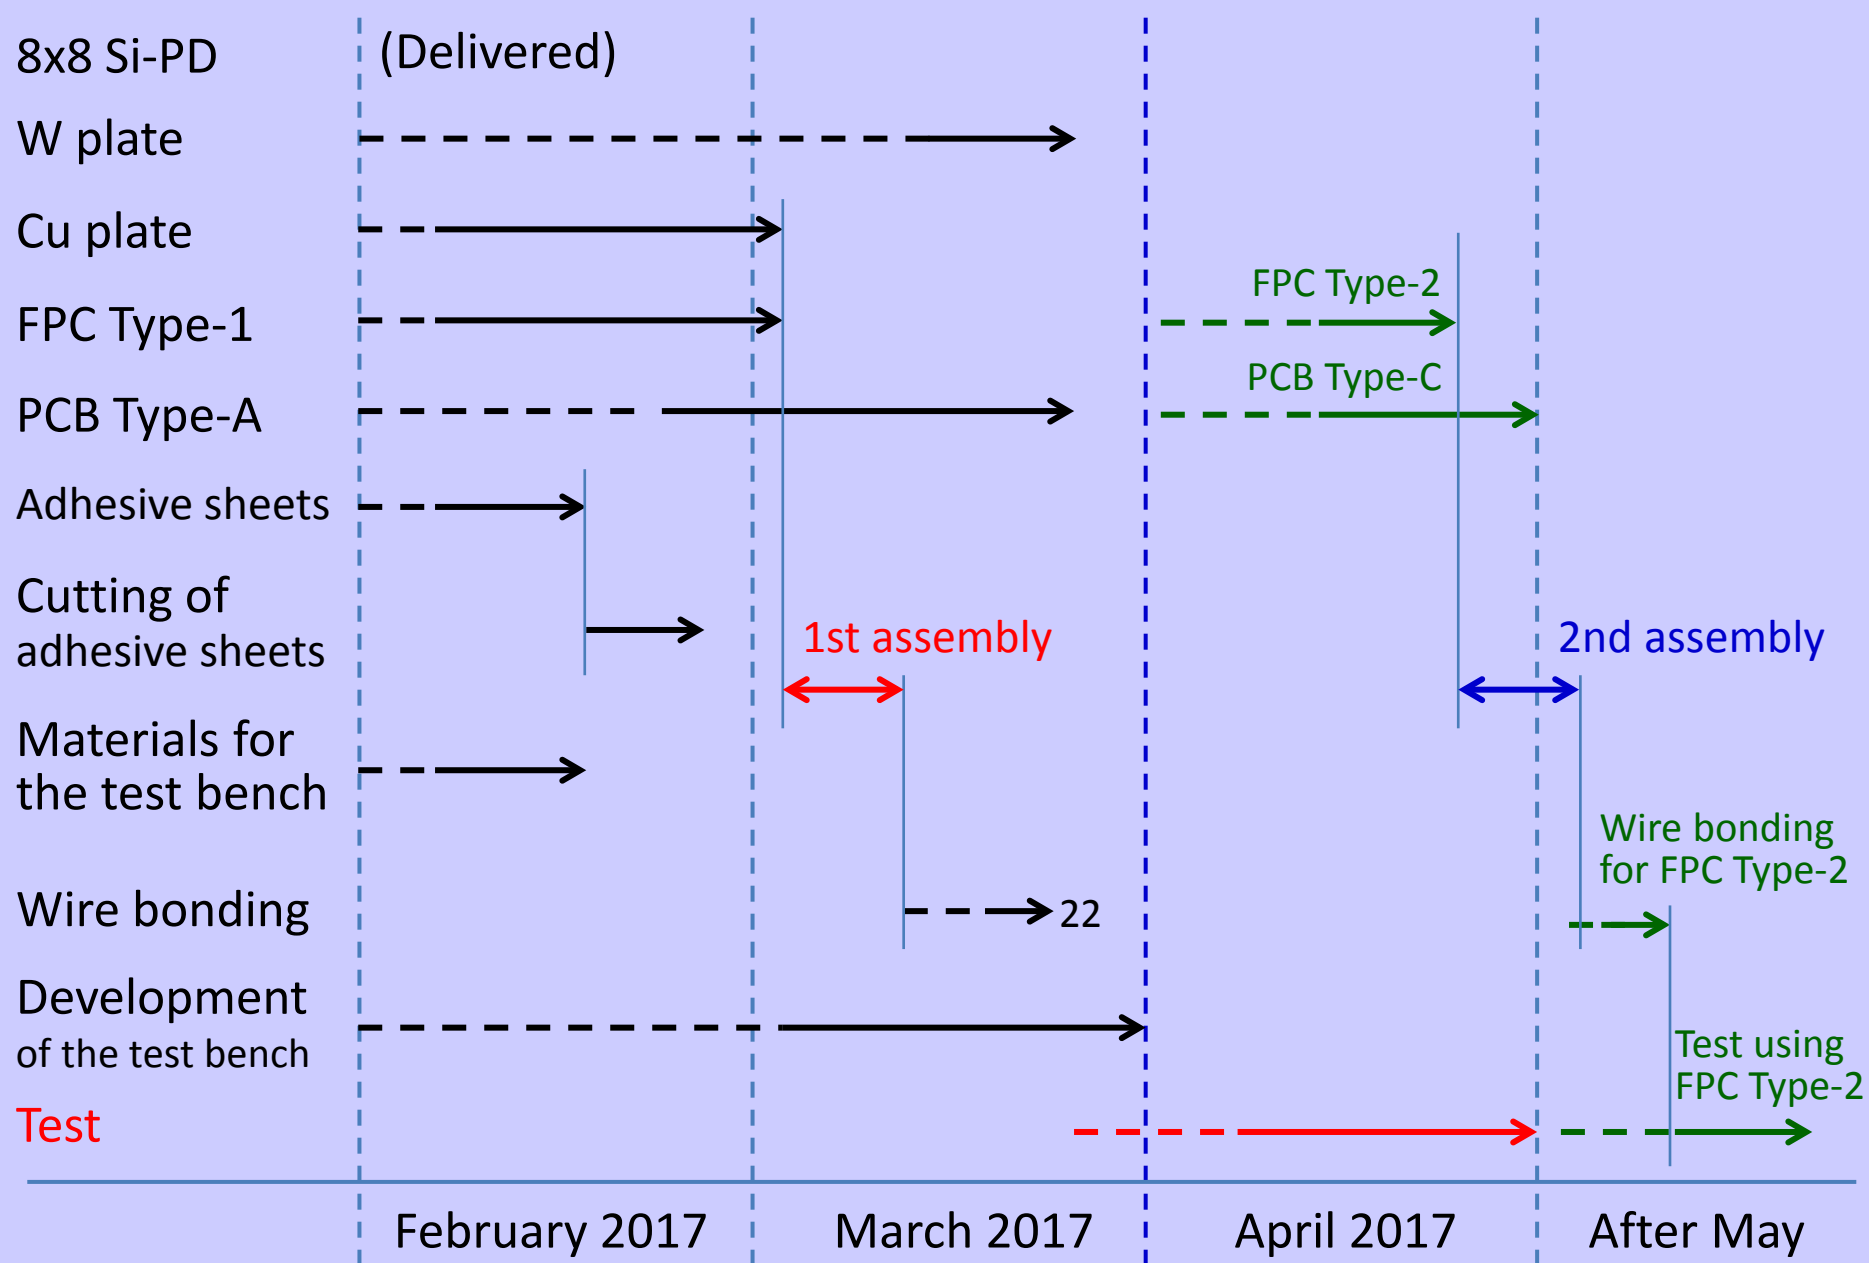 8x8 Si-PD
(Delivered)
W plate
Cu plate
FPC Type-1
FPC Type-2
PCB Type-A
PCB Type-C
Adhesive sheets
Cutting of
adhesive sheets
1st assembly
2nd assembly
Materials for
the test bench
Wire bonding
for FPC Type-2
Wire bonding
22
Development
of the test bench
Test using
FPC Type-2
Test
February 2017
March 2017
April 2017
After May